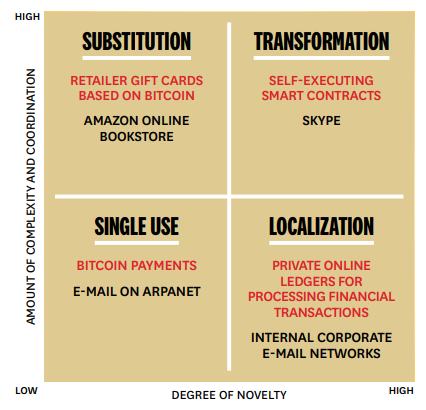 HIGH
SUBSTITUTION
RETAILER GIFT CARDS
BASED ON BITCOIN
AMAZON ONLINE
BOOKSTORE
TRANSFORMATION
SELF-EXECUTING
SMART CONTRACTS
SKYPE
AMOUNT OF COMPLEXITY AND COORDINATION
SINGLE USE
BITCOIN PAYMENTS
E-MAIL ON ARPANET
LOCALIZATION
PRIVATE ONLINE
LEDGERS FOR
PROCESSING FINANCIAL
TRANSACTIONS
INTERNAL CORPORATE
E-MAIL NETWORKS
LOW
DEGREE OF NOVELTY
HIGH